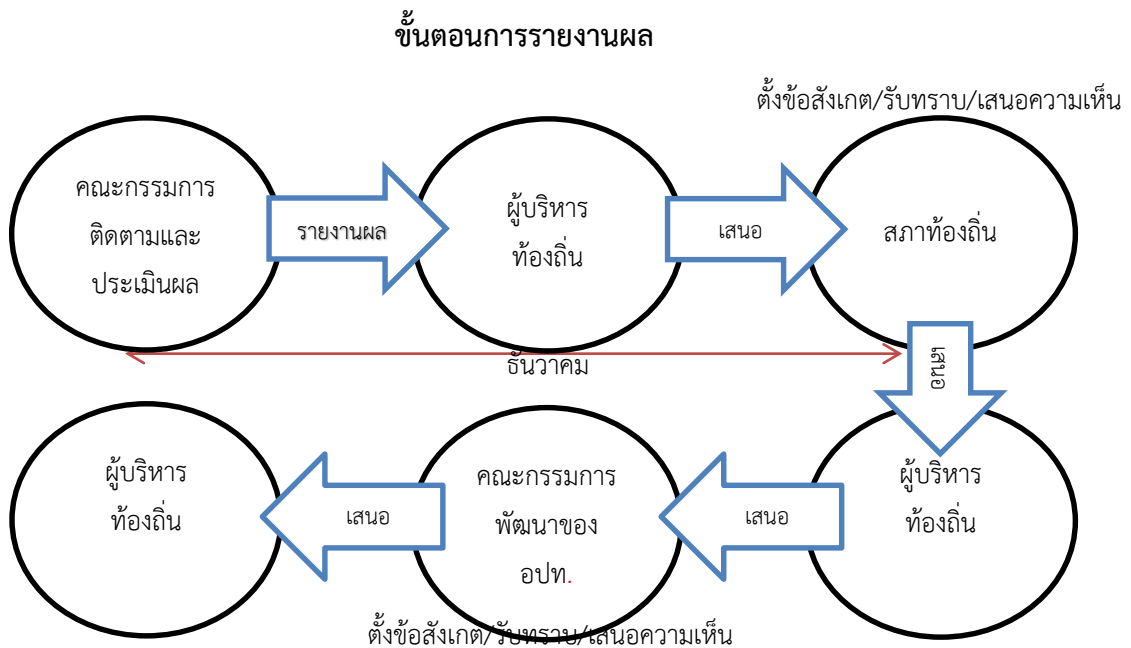 ขั้นตอนการรายงานผล
ตั้งข้อสังเกต/รับทราบ/เสนอความเห็น
คณะกรรมการ
ติดตามและ
ประเมินผล
รายงานผล
ผู้บริหาร
ท้องถิ่น
เสนอ
สภาท้องถิ่น
ธันวาคม
เสนอ
ผู้บริหาร
ท้องถิ่น
เสนอ
คณะกรรมการ
พัฒนาของ
อปท.
เสนอ
ผู้บริหาร
ท้องถิ่น
ตั้งข้อสังเกต/รับทราบ/เสนอความเห็น